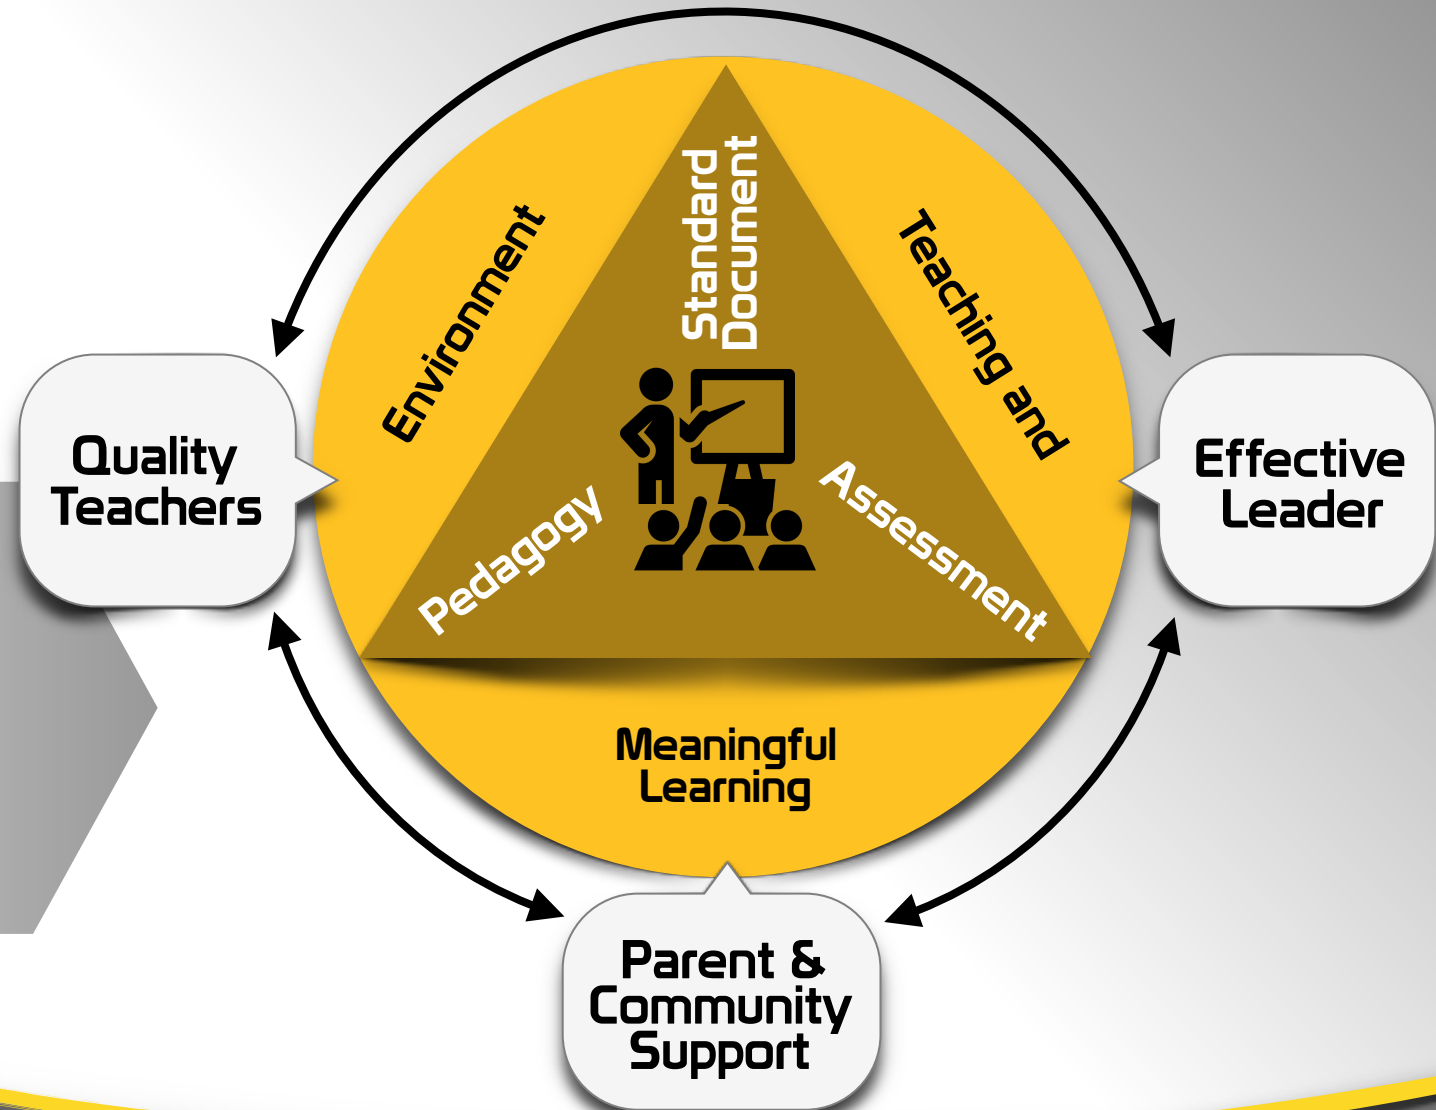 Standard
Document
Environment
Teaching and
Pedagogy
Assessment
Quality
Teachers
Effective
Leader
Meaningful
Learning
Parent &
Community
Support